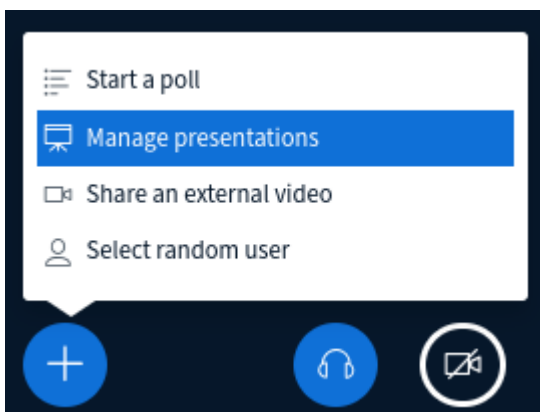 Start a poll
Manage presentations
Share an external video
Select random user